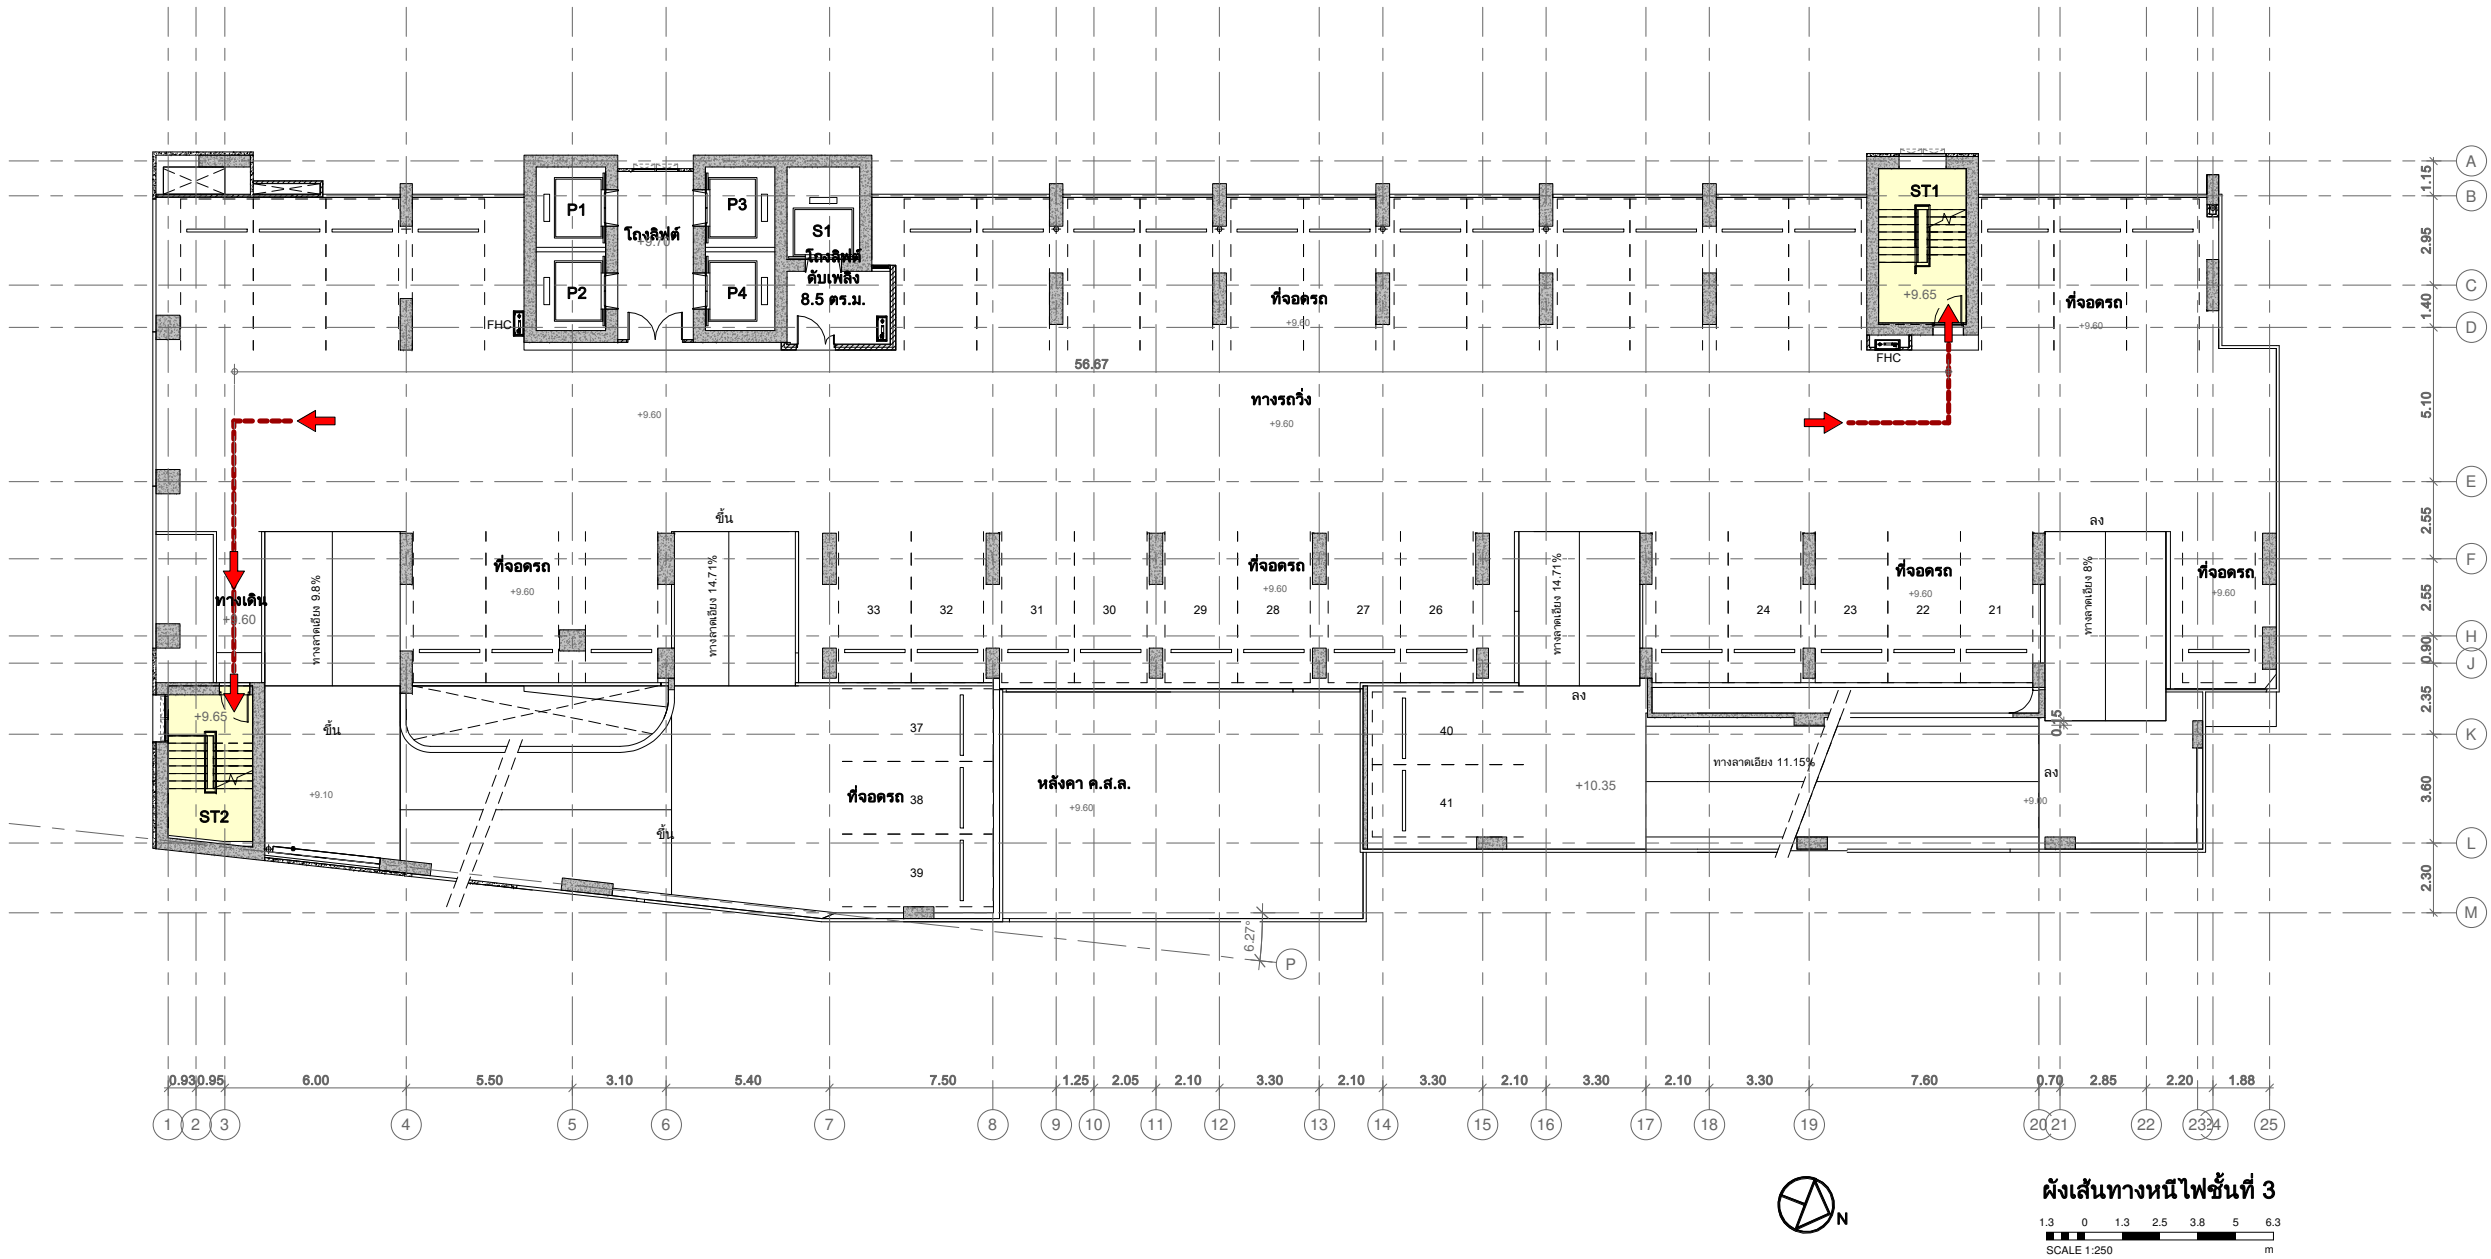 A
1.15
B
ST1
P1
P3
S1
โถงลิฟต์
+9.70
2.95
โถงลิฟต์
ดับเพลิง
8.5 ตร.ม.
P2
P4
C
+9.65
ที่จอดรถ
ที่จอดรถ
1.40
FHC
+9.60
+9.60
D
FHC
56.67
ทางรถวิ่ง
+9.60
+9.60
5.10
E
ขึ้น
ลง
2.55
ทางลาดเอียง 9.8%
ที่จอดรถ
+9.60
ทางลาดเอียง 14.71%
ที่จอดรถ
+9.60
ทางลาดเอียง 14.71%
ที่จอดรถ
+9.60
ทางลาดเอียง 8%
ที่จอดรถ
+9.60
F
ทางเดิน
+9.60
33
32
31
30
29
28
27
26
24
23
22
21
2.55
H
0.90
J
ลง
2.35
+9.65
ขึ้น
37
40
0.15
K
ทางลาดเอียง 11.15%
ลง
หลังคา ค.ส.ล.
+9.60
+10.35
+9.10
ที่จอดรถ
38
41
+9.00
3.60
ST2
ขึ้น
L
39
2.30
M
6.27°
P
0.93
0.95
6.00
5.50
3.10
5.40
7.50
1.25
2.05
2.10
3.30
2.10
3.30
2.10
3.30
2.10
3.30
7.60
0.70
2.85
2.20
1.88
1
2
3
4
5
6
7
8
9
10
11
12
13
14
15
16
17
18
19
20
21
22
23
24
25
N
ผังเส้นทางหนีไฟชั้นที่ 3
1.3 0 1.3 2.5 3.8 5 6.3
SCALE 1:250 m